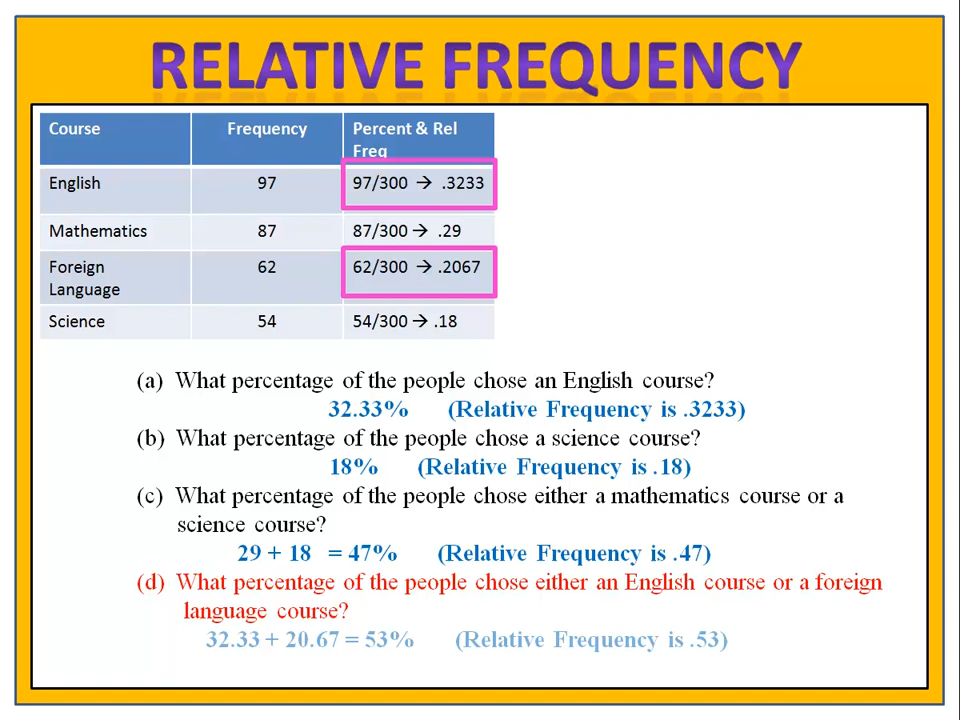 RELATIVE FREQUENCY
Course Frequency Percent & Rel
Freq
English 97 97/300 → .3233
Mathematics 87 87/300 → .29
Foreign 62 62/300 → .2067
Language
Science 54 54/300 → .18
(a) What percentage of the people chose an English course?
32.33% (Relative Frequency is .3233)
(b) What percentage of the people chose a science course?
18% (Relative Frequency is .18)
(c) What percentage of the people chose either a mathematics course or a
science course?
29 + 18 = 47% (Relative Frequency is .47)
(d) What percentage of the people chose either an English course or a foreign
language course?
32.33 + 20.67 = 53% (Relative Frequency is .53)